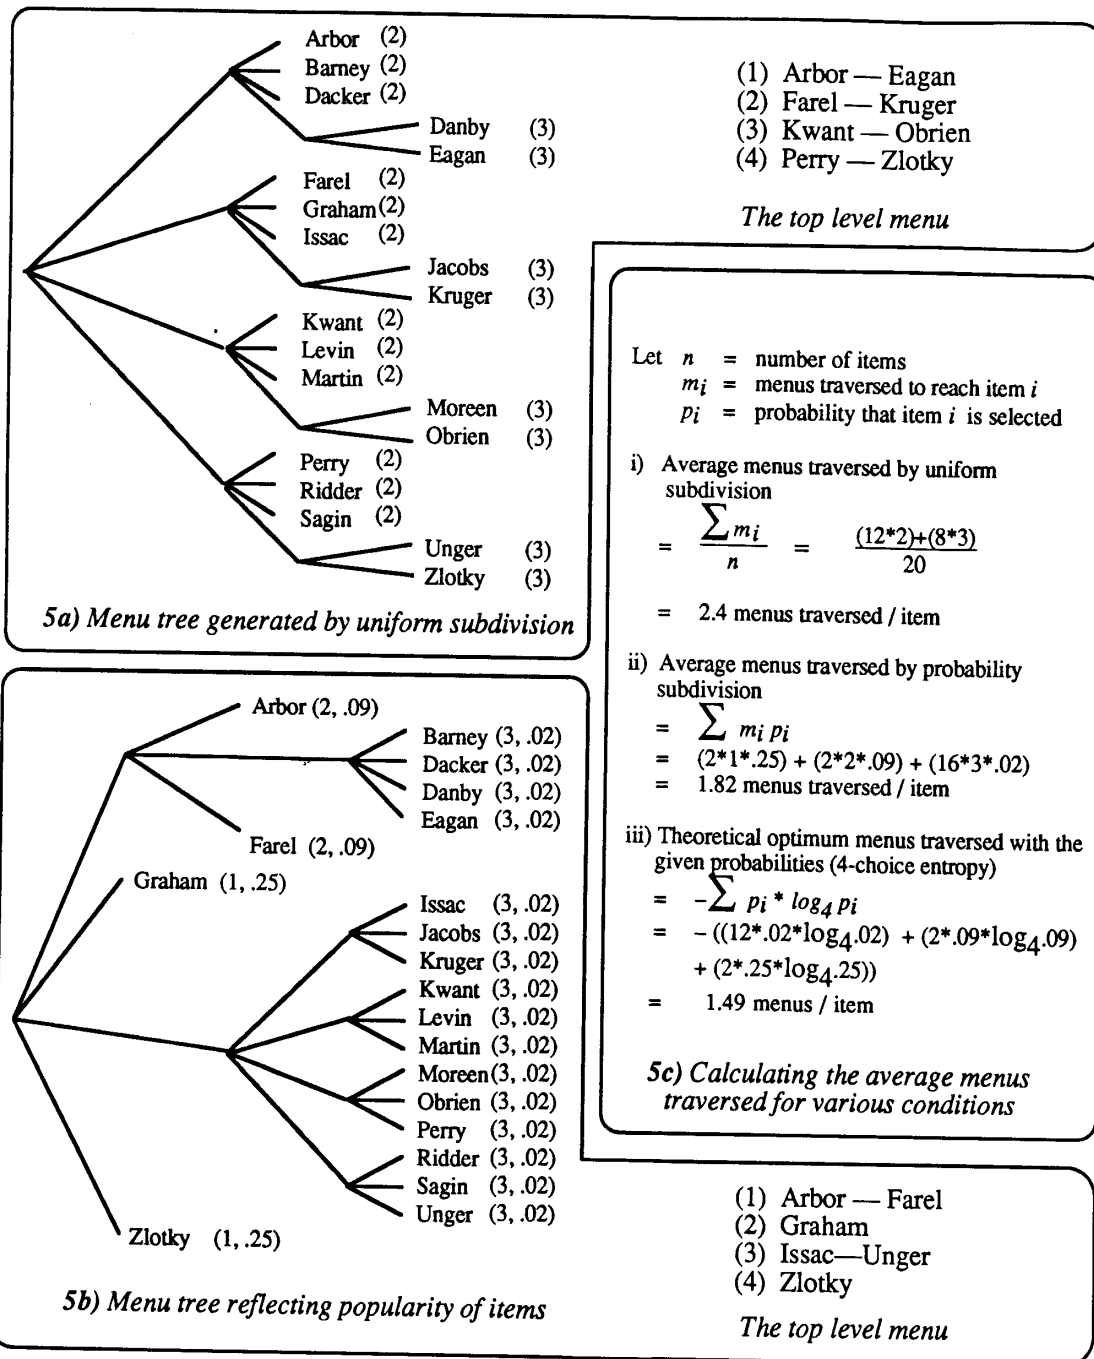 Arbor (2)
Barney (2)
Dacker (2)
Danby (3)
Eagan (3)
Farel (2)
Graham (2)
Issac (2)
Jacobs (3)
Kruger (3)
Kwant (2)
Levin (2)
Martin (2)
Moreen (3)
Obrien (3)
Perry (2)
Ridder (2)
Sagin (2)
Unger (3)
Zlotky (3)
5a) Menu tree generated by uniform subdivision
(1) Arbor — Eagan
(2) Farel — Kruger
(3) Kwant — Obrien
(4) Perry — Zlotky
The top level menu
Let n = number of items
mi = menus traversed to reach item i
pi = probability that item i is selected
i) Average menus traversed by uniform
subdivision
= ∑ mi / n = (12*2)+(8*3) / 20
= 2.4 menus traversed / item
ii) Average menus traversed by probability
subdivision
= ∑ mi pi
= (2*1*.25) + (2*2*.09) + (16*3*.02)
= 1.82 menus traversed / item
iii) Theoretical optimum menus traversed with the
given probabilities (4-choice entropy)
= -∑ pi * log4 pi
= - ((12*.02*log4.02) + (2*.09*log4.09)
+ (2*.25*log4.25))
= 1.49 menus / item
5c) Calculating the average menus
traversed for various conditions
Arbor (2, .09)
Barney (3, .02)
Dacker (3, .02)
Danby (3, .02)
Eagan (3, .02)
Farel (2, .09)
Graham (1, .25)
Issac (3, .02)
Jacobs (3, .02)
Kruger (3, .02)
Kwant (3, .02)
Levin (3, .02)
Martin (3, .02)
Moreen (3, .02)
Obrien (3, .02)
Perry (3, .02)
Ridder (3, .02)
Sagin (3, .02)
Unger (3, .02)
Zlotky (1, .25)
5b) Menu tree reflecting popularity of items
(1) Arbor — Farel
(2) Graham
(3) Issac—Unger
(4) Zlotky
The top level menu